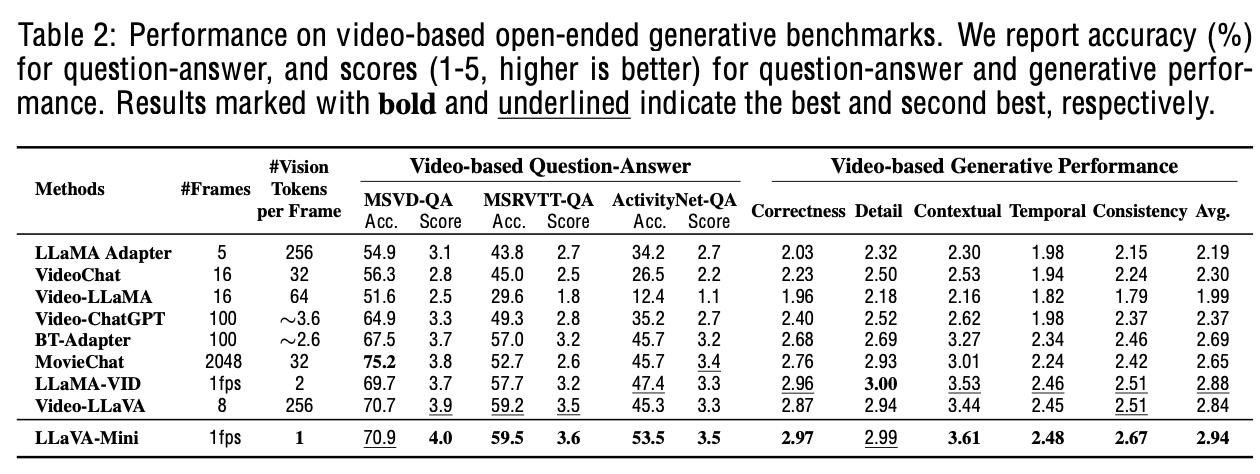 Table 2: Performance on video-based open-ended generative benchmarks. We report accuracy (%)
for question-answer, and scores (1-5, higher is better) for question-answer and generative perfor-
mance. Results marked with bold and underlined indicate the best and second best, respectively.
Methods #Frames #Vision Tokens per Frame Video-based Question-Answer Video-based Generative Performance
MSVD-QA MSRVTT-QA ActivityNet-QA
Acc. Score Acc. Score Acc. Score Correctness Detail Contextual Temporal Consistency Avg.
LLaMA Adapter 5 256 54.9 3.1 43.8 2.7 34.2 2.7 2.03 2.32 2.30 1.98 2.15 2.19
VideoChat 16 32 56.3 2.8 45.0 2.5 26.5 2.2 2.23 2.50 2.53 1.94 2.24 2.30
Video-LLaMA 16 64 51.6 2.5 29.6 1.8 12.4 1.1 1.96 2.18 2.16 1.82 1.79 1.99
Video-ChatGPT 100 ~3.6 64.9 3.3 49.3 2.8 35.2 2.7 2.40 2.52 2.62 1.98 2.37 2.37
BT-Adapter 100 ~2.6 67.5 3.7 57.0 3.2 45.7 3.2 2.68 2.69 3.27 2.34 2.46 2.69
MovieChat 2048 32 75.2 3.8 52.7 2.6 45.7 3.4 2.76 2.93 3.01 2.24 2.42 2.65
LLaMA-VID 1fps 2 69.7 3.7 57.7 3.2 47.4 3.3 2.96 3.00 3.53 2.46 2.51 2.88
Video-LLaVA 8 256 70.7 3.9 59.2 3.5 45.3 3.3 2.87 2.94 3.44 2.45 2.51 2.84
LLaVA-Mini 1fps 1 70.9 4.0 59.5 3.6 53.5 3.5 2.97 2.99 3.61 2.48 2.67 2.94